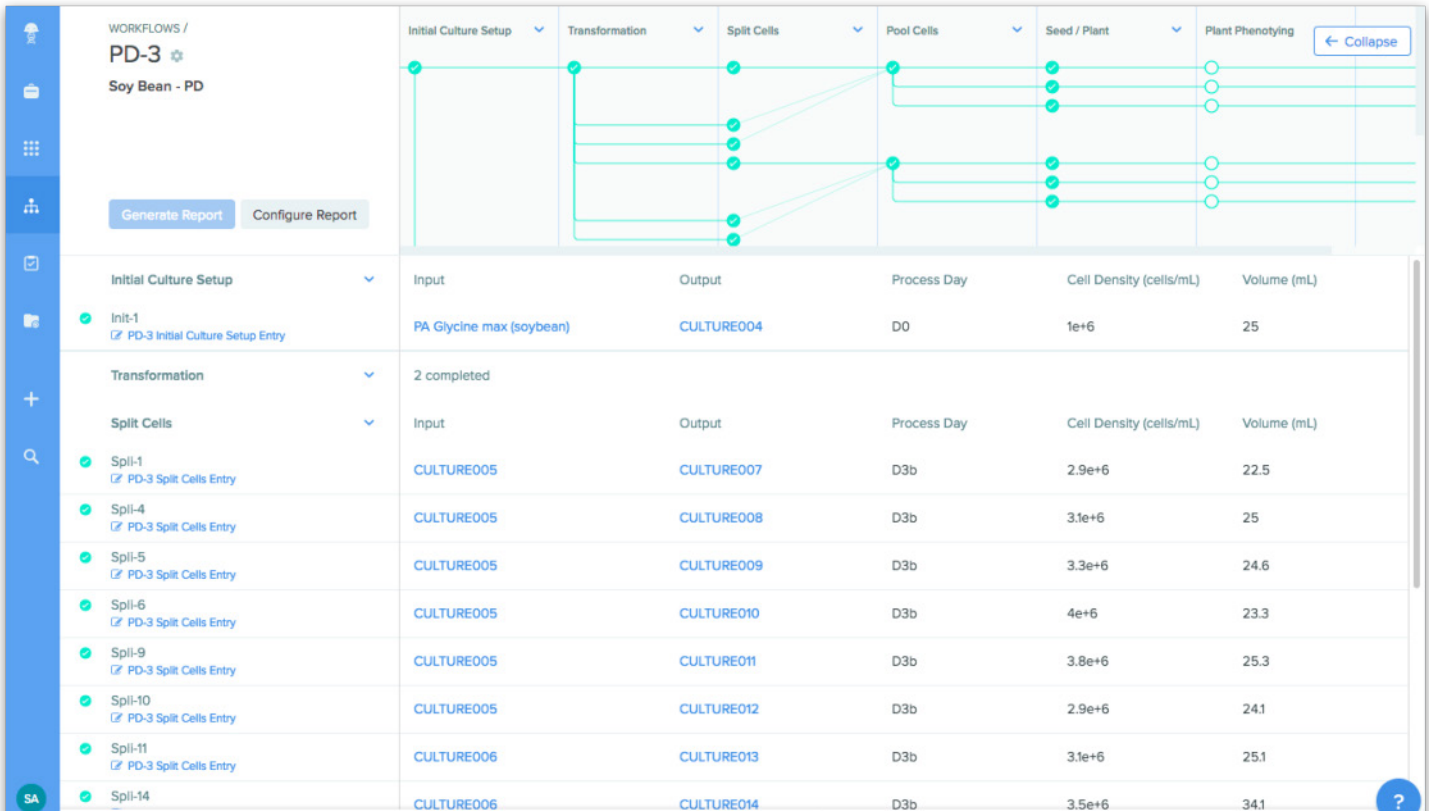 WORKFLOWS /
PD-3
Soy Bean - PD
Generate Report Configure Report
Initial Culture Setup Transformation Split Cells Pool Cells Seed / Plant Plant Phenotying ← Collapse
Initial Culture Setup Input Output Process Day Cell Density (cells/mL) Volume (mL)
Init-1
PD-3 Initial Culture Setup Entry
PA Glycine max (soybean) CULTURE004 D0 1e+6 25
Transformation 2 completed
Split Cells Input Output Process Day Cell Density (cells/mL) Volume (mL)
Spli-1
PD-3 Split Cells Entry
CULTURE005 CULTURE007 D3b 2.9e+6 22.5
Spli-4
PD-3 Split Cells Entry
CULTURE005 CULTURE008 D3b 3.1e+6 25
Spli-5
PD-3 Split Cells Entry
CULTURE005 CULTURE009 D3b 3.3e+6 24.6
Spli-6
PD-3 Split Cells Entry
CULTURE005 CULTURE010 D3b 4e+6 23.3
Spli-9
PD-3 Split Cells Entry
CULTURE005 CULTURE011 D3b 3.8e+6 25.3
Spli-10
PD-3 Split Cells Entry
CULTURE005 CULTURE012 D3b 2.9e+6 24.1
Spli-11
PD-3 Split Cells Entry
CULTURE006 CULTURE013 D3b 3.1e+6 25.1
Spli-14
CULTURE006 CULTURE014 D3b 3.5e+6 34.1
SA
?